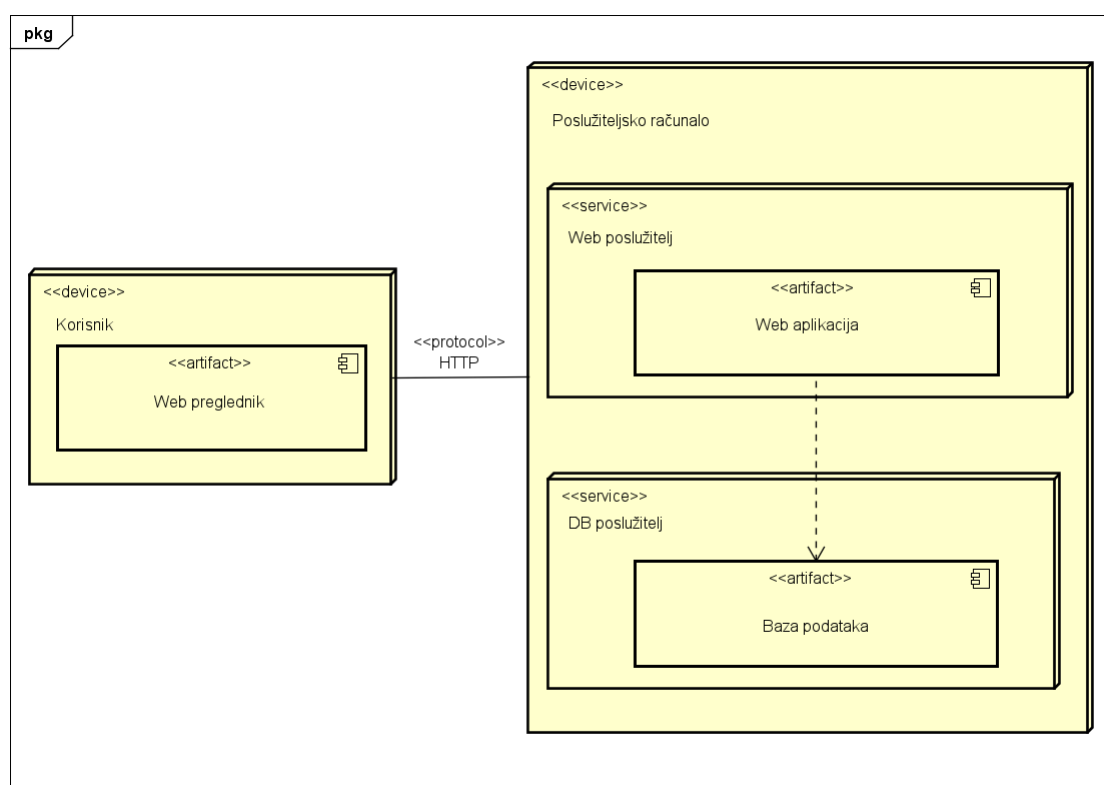 pkg
<<device>>
Poslužiteljsko računalo
<<service>>
Web poslužitelj
<<artifact>>
Web aplikacija
<<device>>
Korisnik
<<artifact>>
Web preglednik
<<protocol>>
HTTP
<<service>>
DB poslužitelj
<<artifact>>
Baza podataka